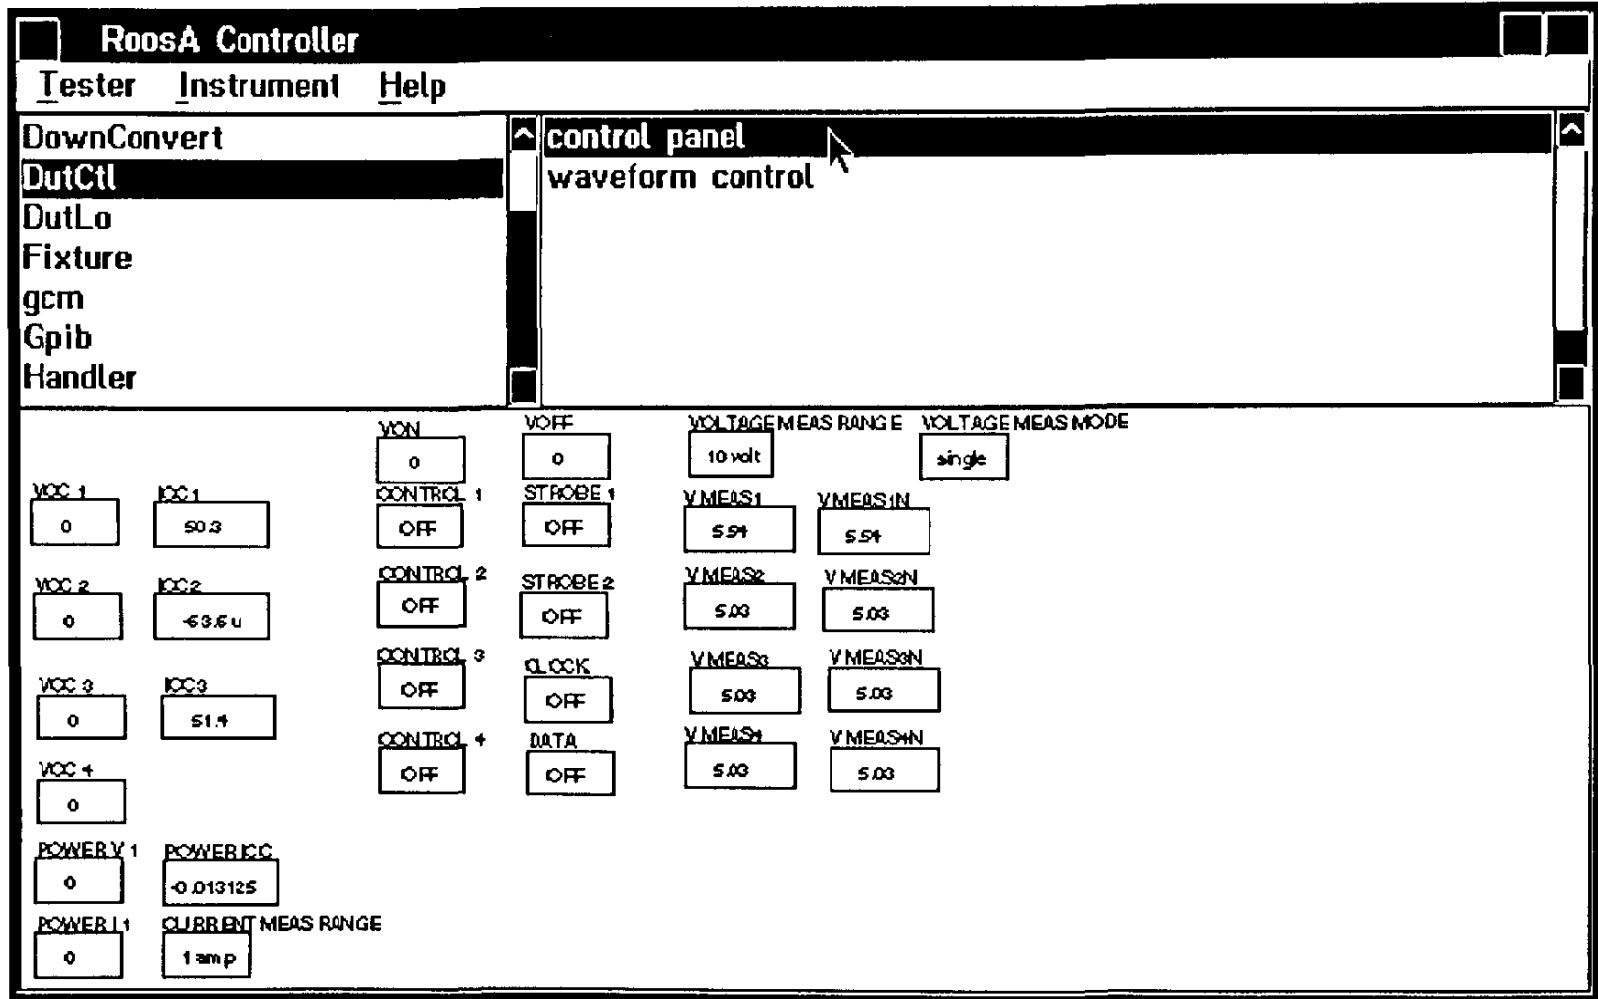 RoosA Controller
Tester Instrument Help
DownConvert
DutCtl
DutLo
Fixture
gcm
Gpib
Handler
control panel
waveform control
VON VOFF VOLTAGE MEAS RANGE VOLTAGE MEAS MODE
0 0 10 volt single
VCC 1 ICC 1 CONTROL 1 STROBE 1 V MEAS1 V MEAS1N
0 50.3 OFF OFF 5.54 5.54
VCC 2 ICC 2 CONTROL 2 STROBE 2 V MEAS2 V MEAS2N
0 -63.6 u OFF OFF 5.03 5.03
VCC 3 ICC 3 CONTROL 3 CLOCK V MEAS3 V MEAS3N
0 51.4 OFF OFF 5.03 5.03
VCC 4 CONTROL 4 DATA V MEAS4 V MEAS4N
0 OFF OFF 5.03 5.03
POWER V 1 POWER ICC
0 -0.013125
POWER I 1 CURRENT MEAS RANGE
0 1 amp